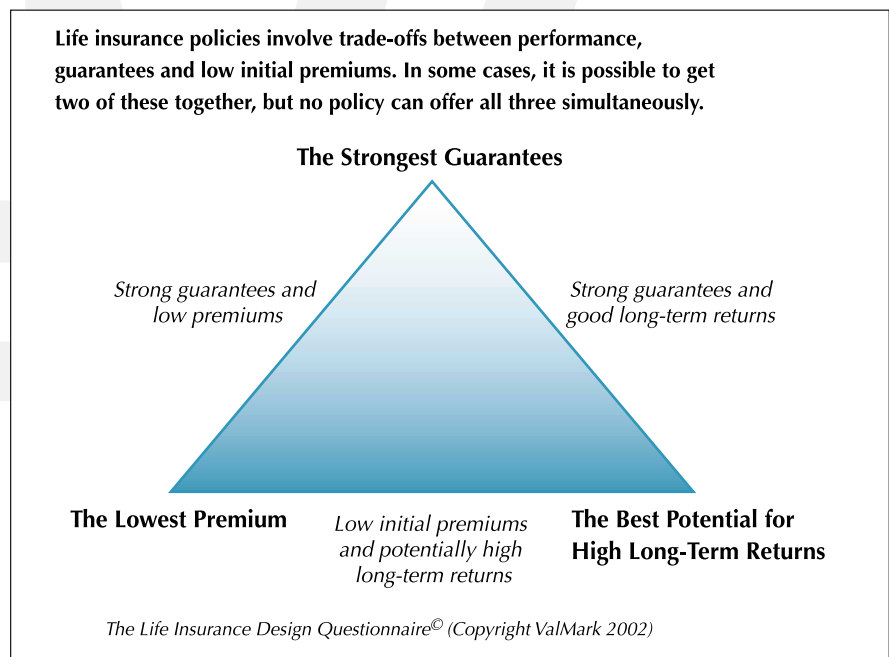 Life insurance policies involve trade-offs between performance,
guarantees and low initial premiums. In some cases, it is possible to get
two of these together, but no policy can offer all three simultaneously.
The Strongest Guarantees
Strong guarantees and
low premiums
Strong guarantees and
good long-term returns
The Lowest Premium
Low initial premiums
and potentially high
long-term returns
The Best Potential for
High Long-Term Returns
The Life Insurance Design Questionnaire© (Copyright ValMark 2002)